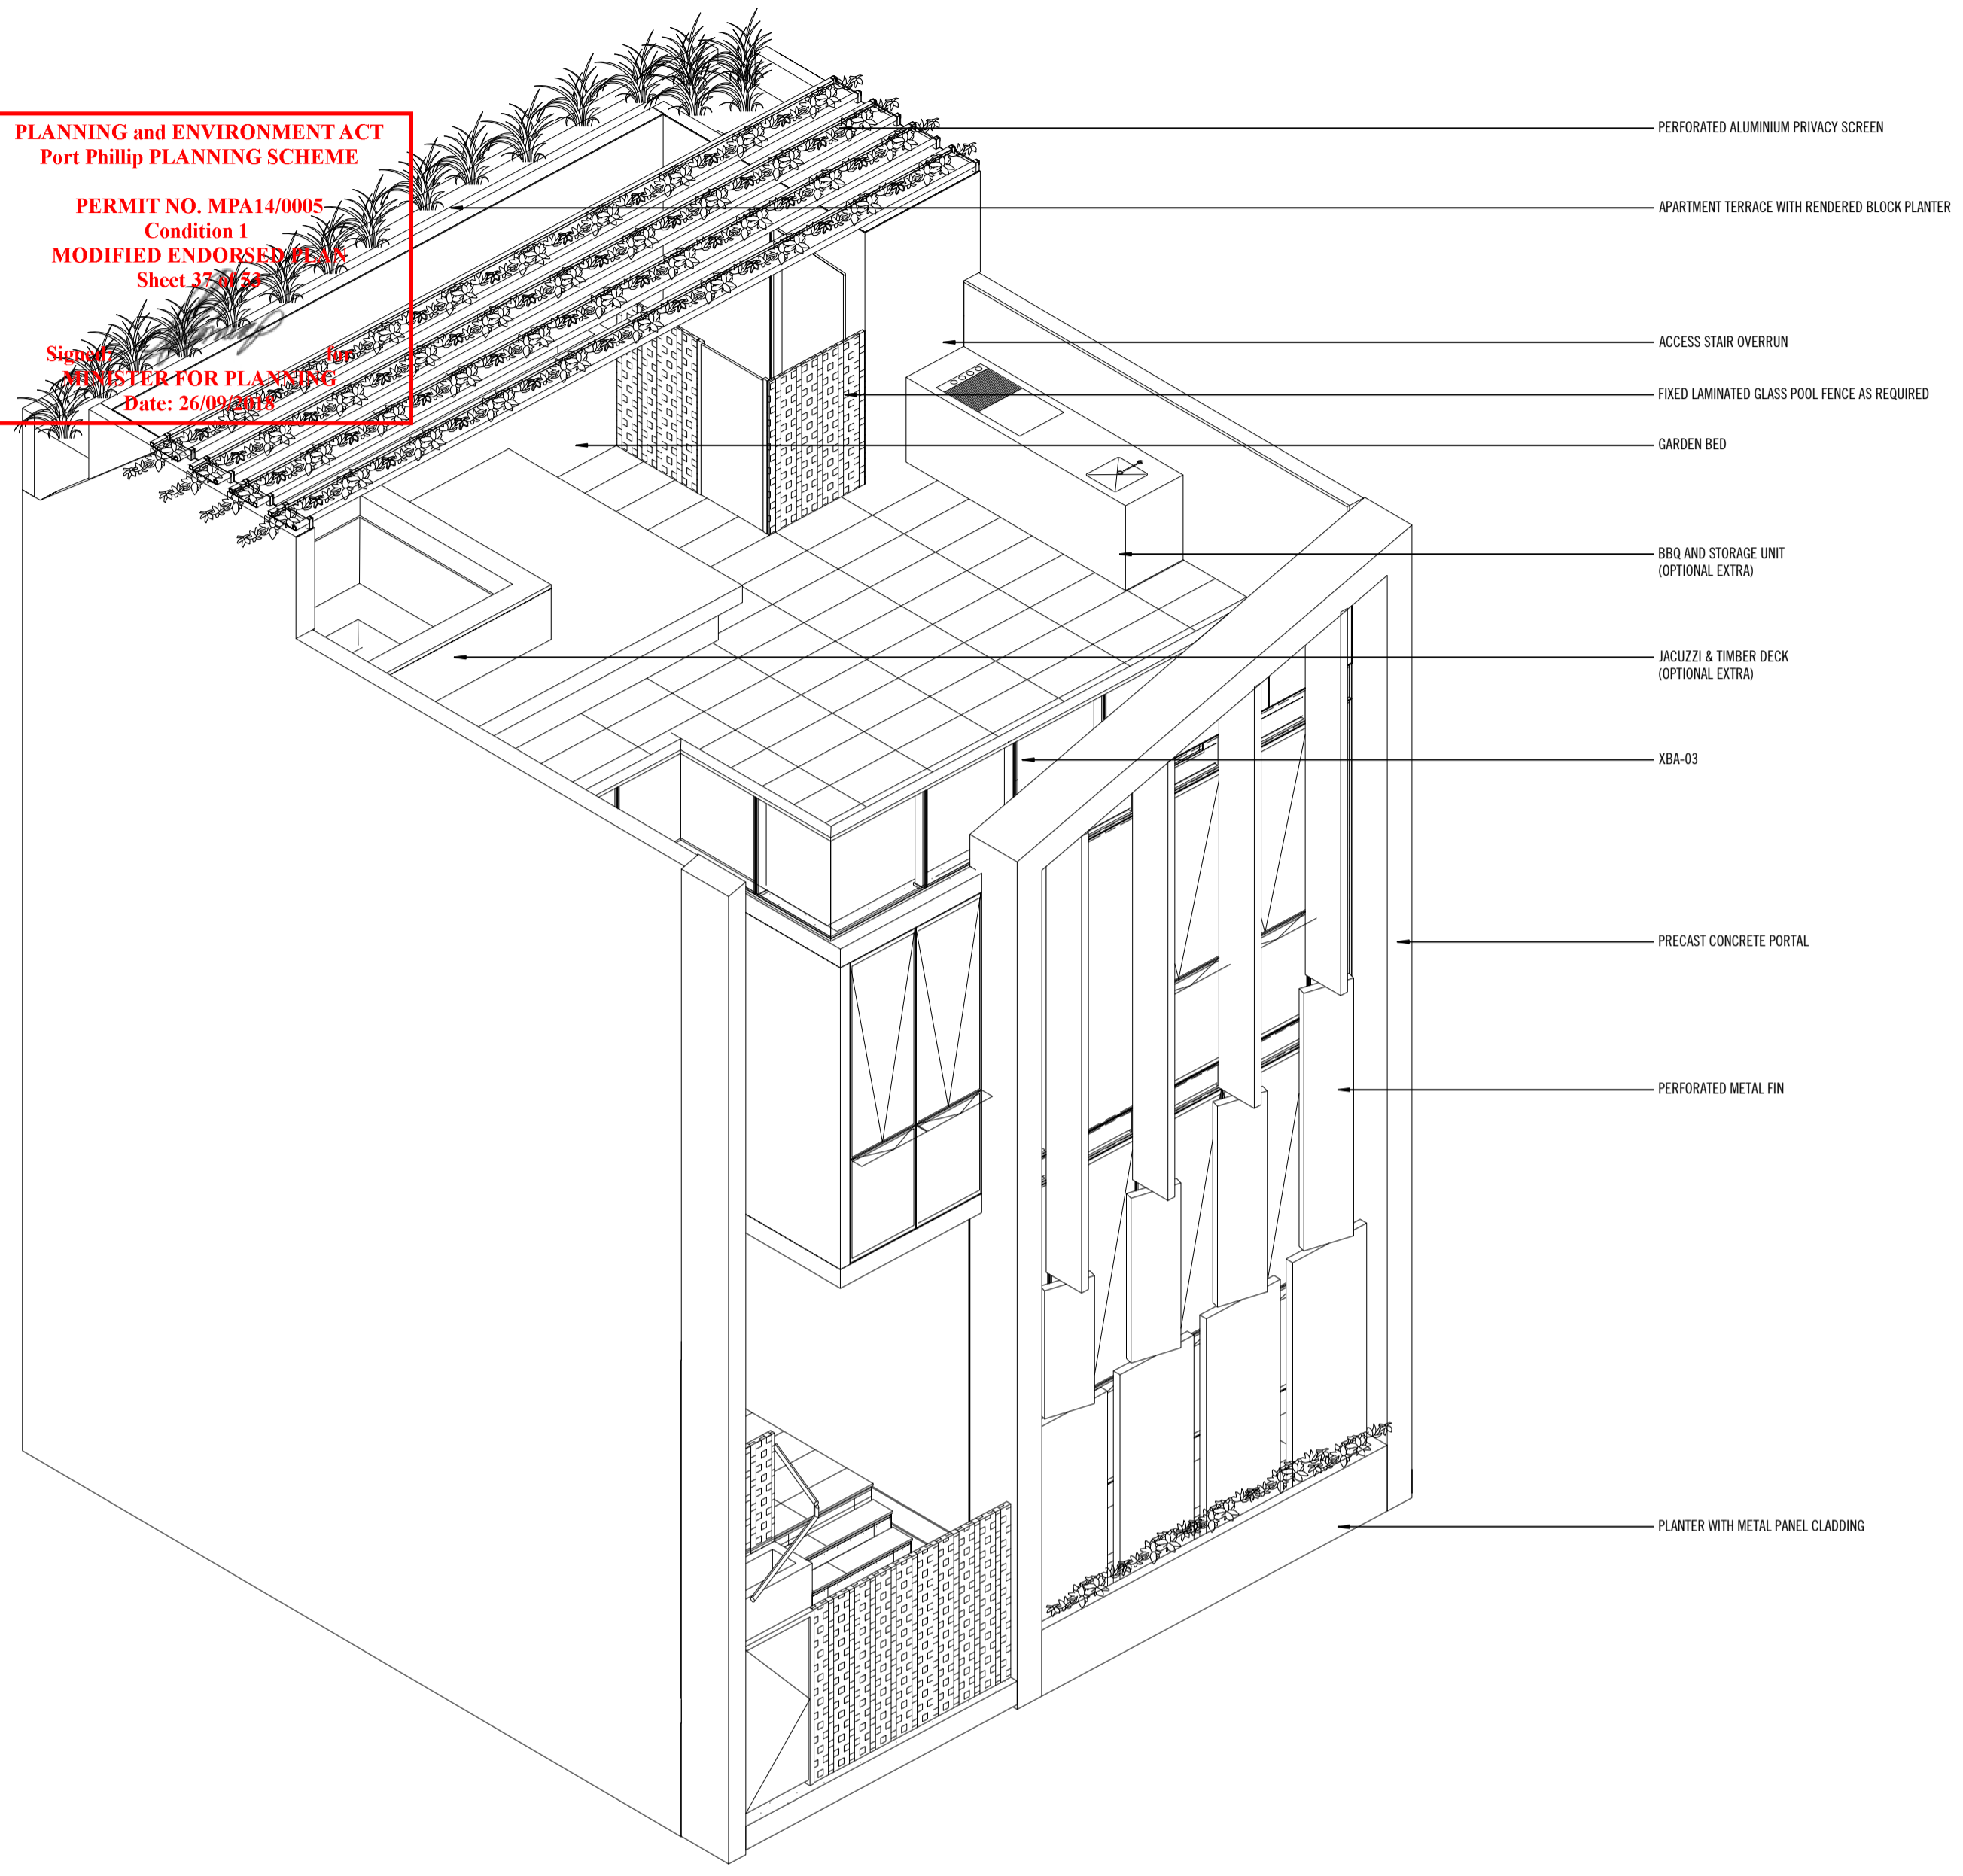 PLANNING and ENVIRONMENT ACT
Port Phillip PLANNING SCHEME
PERMIT NO. MPA14/0005
Condition 1
MODIFIED ENDORSED PLAN
Sheet 37 of 53
Signed: for
MINISTER FOR PLANNING
Date: 26/09/2018
PERFORATED ALUMINIUM PRIVACY SCREEN
APARTMENT TERRACE WITH RENDERED BLOCK PLANTER
ACCESS STAIR OVERRUN
FIXED LAMINATED GLASS POOL FENCE AS REQUIRED
GARDEN BED
BBQ AND STORAGE UNIT
(OPTIONAL EXTRA)
JACUZZI & TIMBER DECK
(OPTIONAL EXTRA)
XBA-03
PRECAST CONCRETE PORTAL
PERFORATED METAL FIN
PLANTER WITH METAL PANEL CLADDING